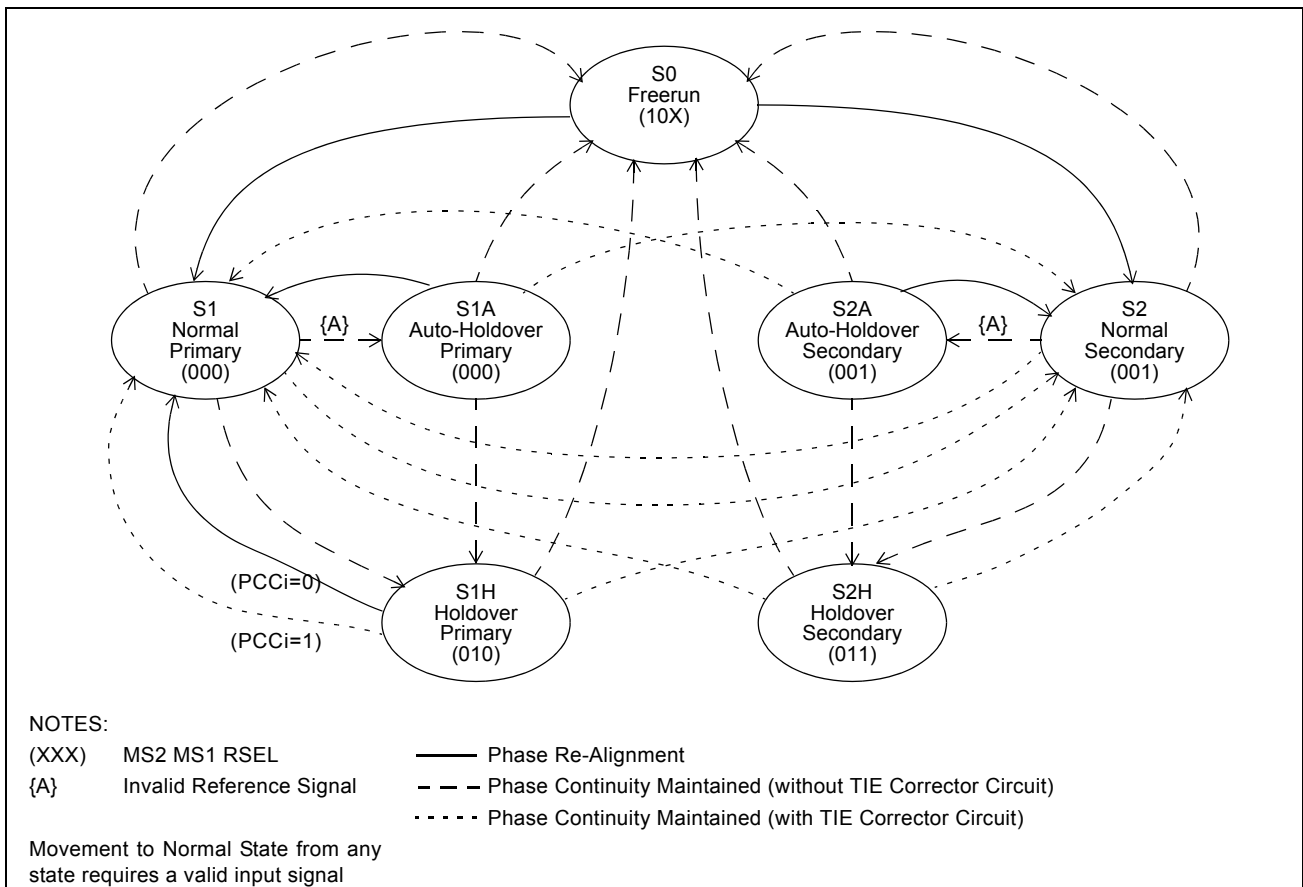 S0
Freerun
(10X)
S1
Normal
Primary
(000)
{A}
S1A
Auto-Holdover
Primary
(000)
S2A
Auto-Holdover
Secondary
(001)
{A}
S2
Normal
Secondary
(001)
(PCCi=0)
(PCCi=1)
S1H
Holdover
Primary
(010)
S2H
Holdover
Secondary
(011)
NOTES:
(XXX) MS2 MS1 RSEL
{A} Invalid Reference Signal
Phase Re-Alignment
Phase Continuity Maintained (without TIE Corrector Circuit)
Phase Continuity Maintained (with TIE Corrector Circuit)
Movement to Normal State from any
state requires a valid input signal